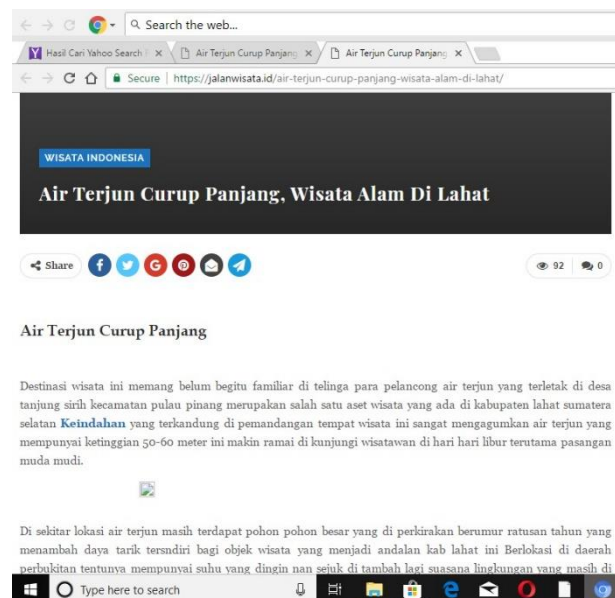 Search the web...
Hasil Cari Yahoo Search
Air Terjun Curup Panjang
Air Terjun Curup Panjang
Secure
https://jalanwisata.id/air-terjun-curup-panjang-wisata-alam-di-lahat/
WISATA INDONESIA
Air Terjun Curup Panjang, Wisata Alam Di Lahat
Share
92
0
Air Terjun Curup Panjang
Destinasi wisata ini memang belum begitu familiar di telinga para pelancong air terjun yang terletak di desa
tanjung sirih kecamatan pulau pinang merupakan salah satu aset wisata yang ada di kabupaten lahat sumatera
selatan Keindahan yang terkandung di pemandangan tempat wisata ini sangat mengagumkan air terjun yang
mempunyai ketinggian 50-60 meter ini makin ramai di kunjungi wisatawan di hari hari libur terutama pasangan
muda mudi.
Di sekitar lokasi air terjun masih terdapat pohon pohon besar yang di perkirakan berumur ratusan tahun yang
menambah daya tarik tersndiri bagi objek wisata yang menjadi andalan kab lahat ini Berlokasi di daerah
perbukitan tentunya mempunyai suhu yang dingin nan sejuk di tambah lagi suasana lingkungan yang masih di
Type here to search